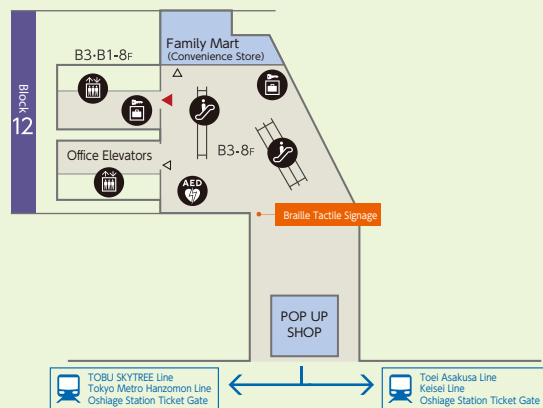 Block
12
Family Mart
(Convenience Store)
B3·B1-8F
Office Elevators
B3-8F
AED
Braille Tactile Signage
POP UP
SHOP
TOBU SKYTREE Line
Tokyo Metro Hanzomon Line
Oshiage Station Ticket Gate
Toei Asakusa Line
Keisei Line
Oshiage Station Ticket Gate